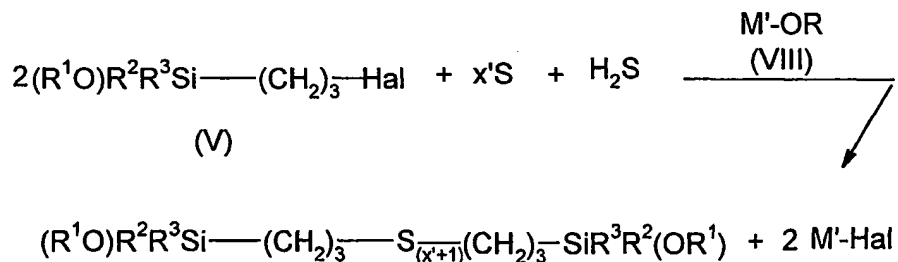 M'-OR
(VIII)
2(R¹O)R²R³Si—(CH₂)₃—Hal + x'S + H₂S
(V)
(R¹O)R²R³Si—(CH₂)₃—S(x'+1)(CH₂)₃—SiR³R²(OR¹) + 2 M'-Hal